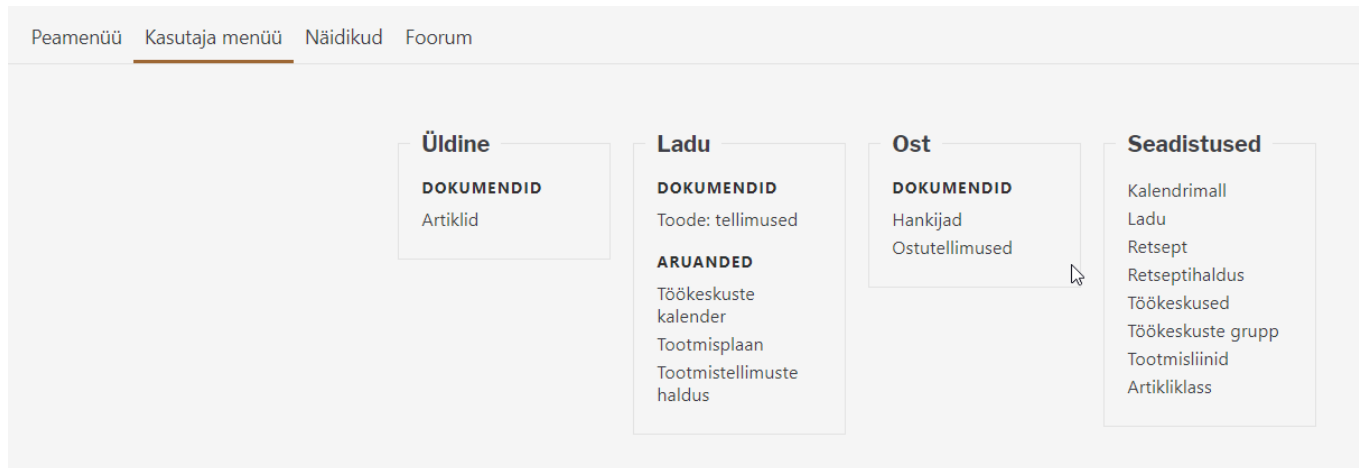 Peamenüü Kasutaja menüü Näidikud Foorum
Üldine
DOKUMENDID
Artiklid
Ladu
DOKUMENDID
Toode: tellimused
ARUANDED
Töökeskuste
kalender
Tootmisplaan
Tootmistellimuste
haldus
Ost
DOKUMENDID
Hankijad
Ostutellimused
Seadistused
Kalendrimall
Ladu
Retsept
Retseptihaldus
Töökeskused
Töökeskuste grupp
Tootmisliinid
Artikliklass